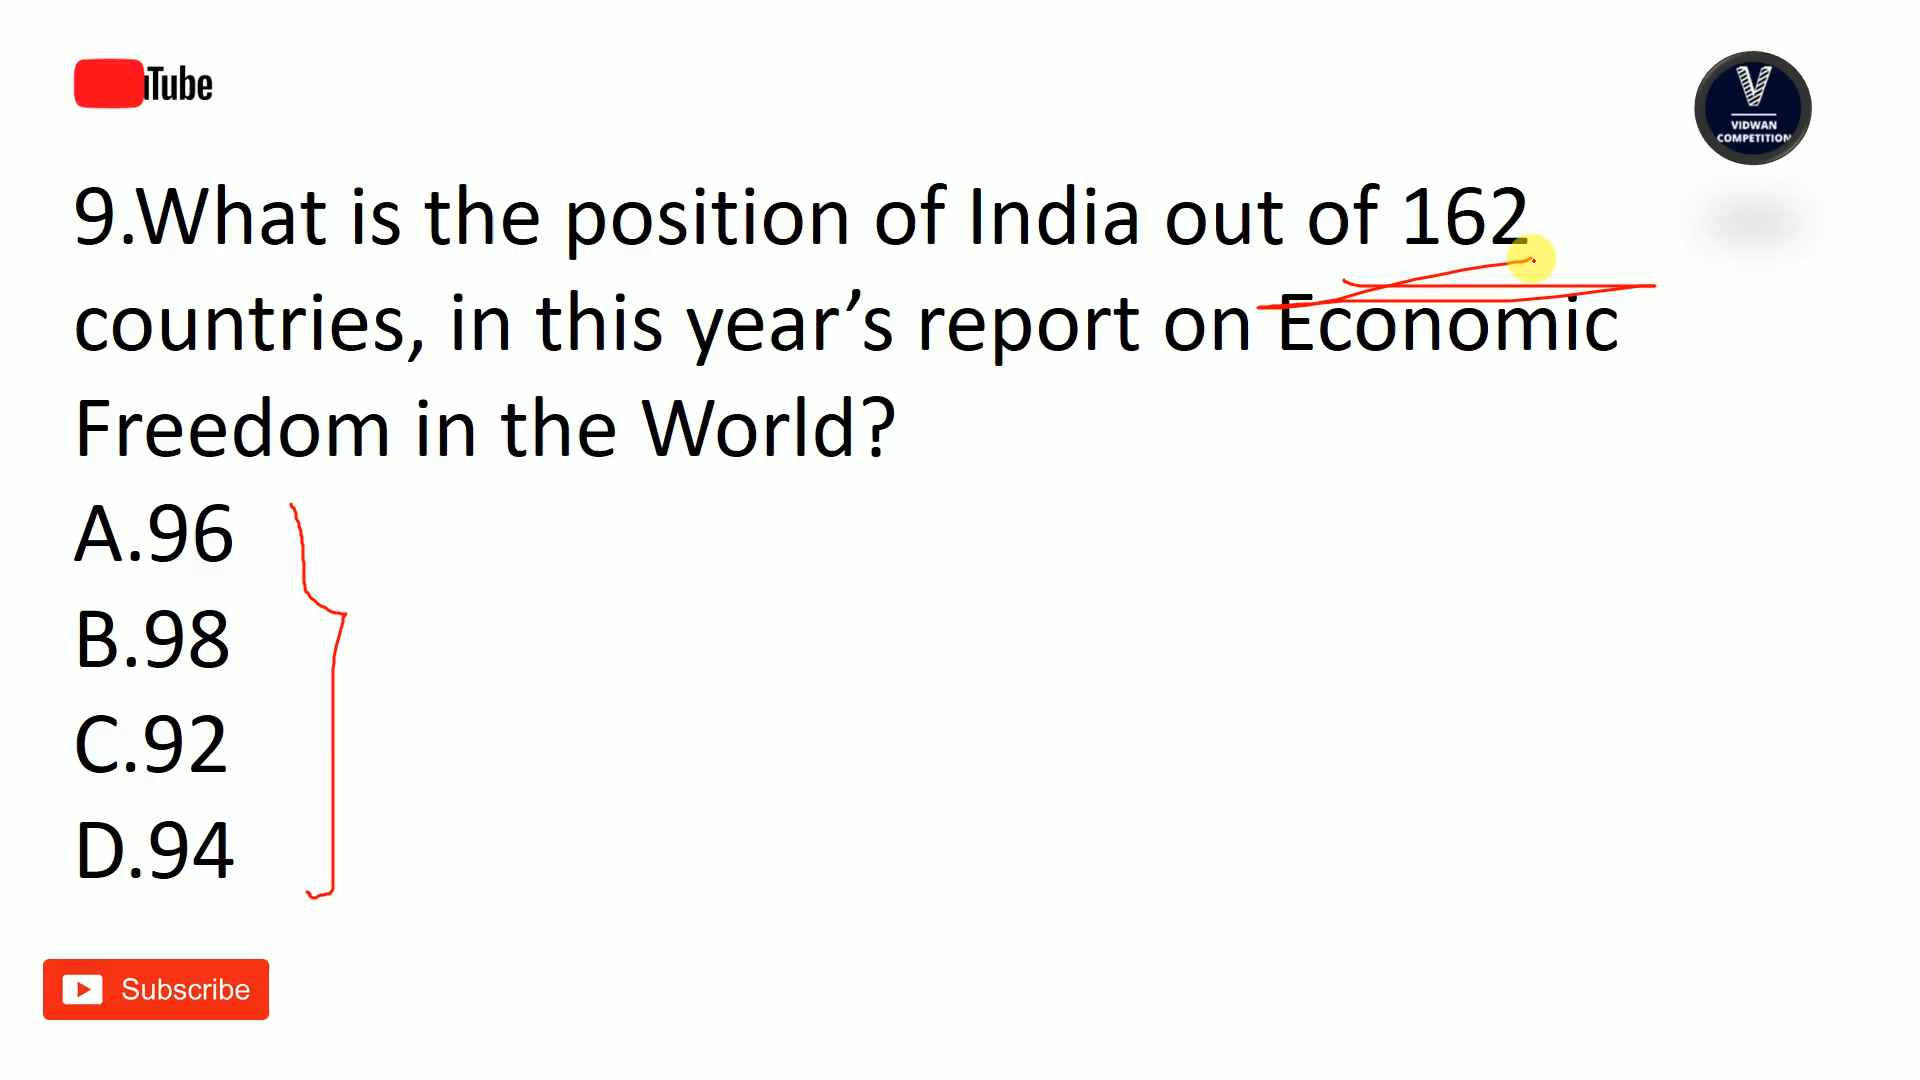 Tube
V
VIDWAN
COMPETITION
9.What is the position of India out of 162
countries, in this year’s report on Economic
Freedom in the World?
A.96
B.98
C.92
D.94
Subscribe